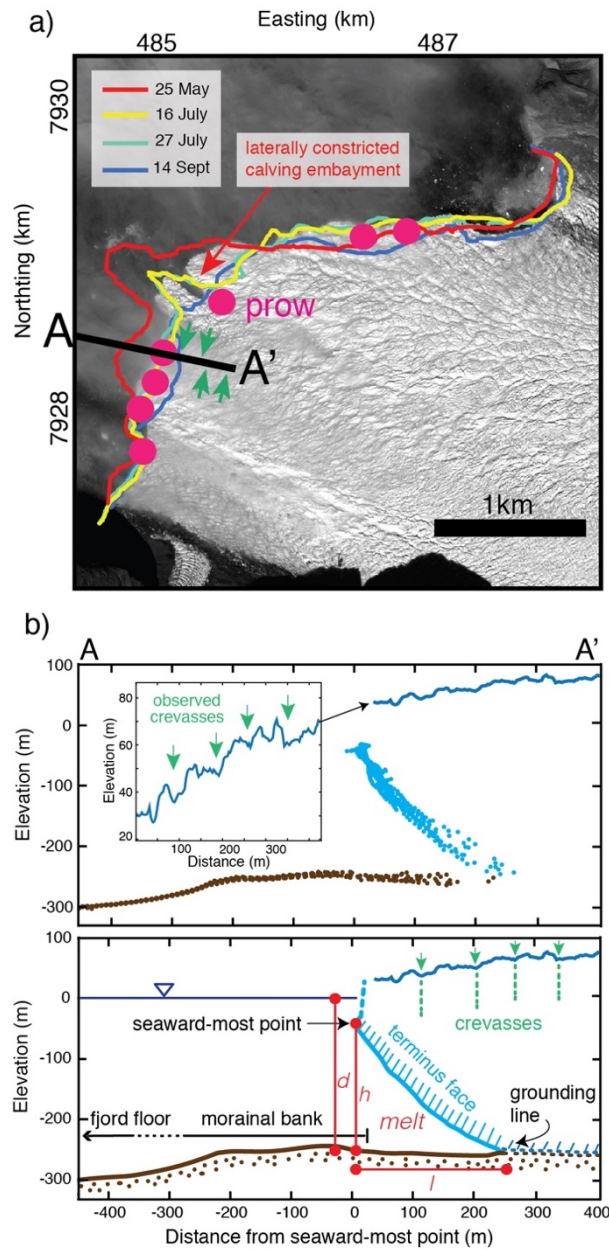 a)
Easting (km)
485
487
7930
Northting (km)
7928
25 May
16 July
27 July
14 Sept
laterally constricted
calving embayment
prow
A
A'
1km
b)
A
A'
100
0
-100
-200
-300
Elevation (m)
observed
crevasses
80
60
40
20
Elevation (m)
100
200
300
Distance (m)
100
0
-100
-200
-300
Elevation (m)
seaward-most point
crevasses
terminus face
d
h
melt
grounding
line
fjord floor
morainal bank
l
-400
-300
-200
-100
0
100
200
300
400
Distance from seaward-most point (m)